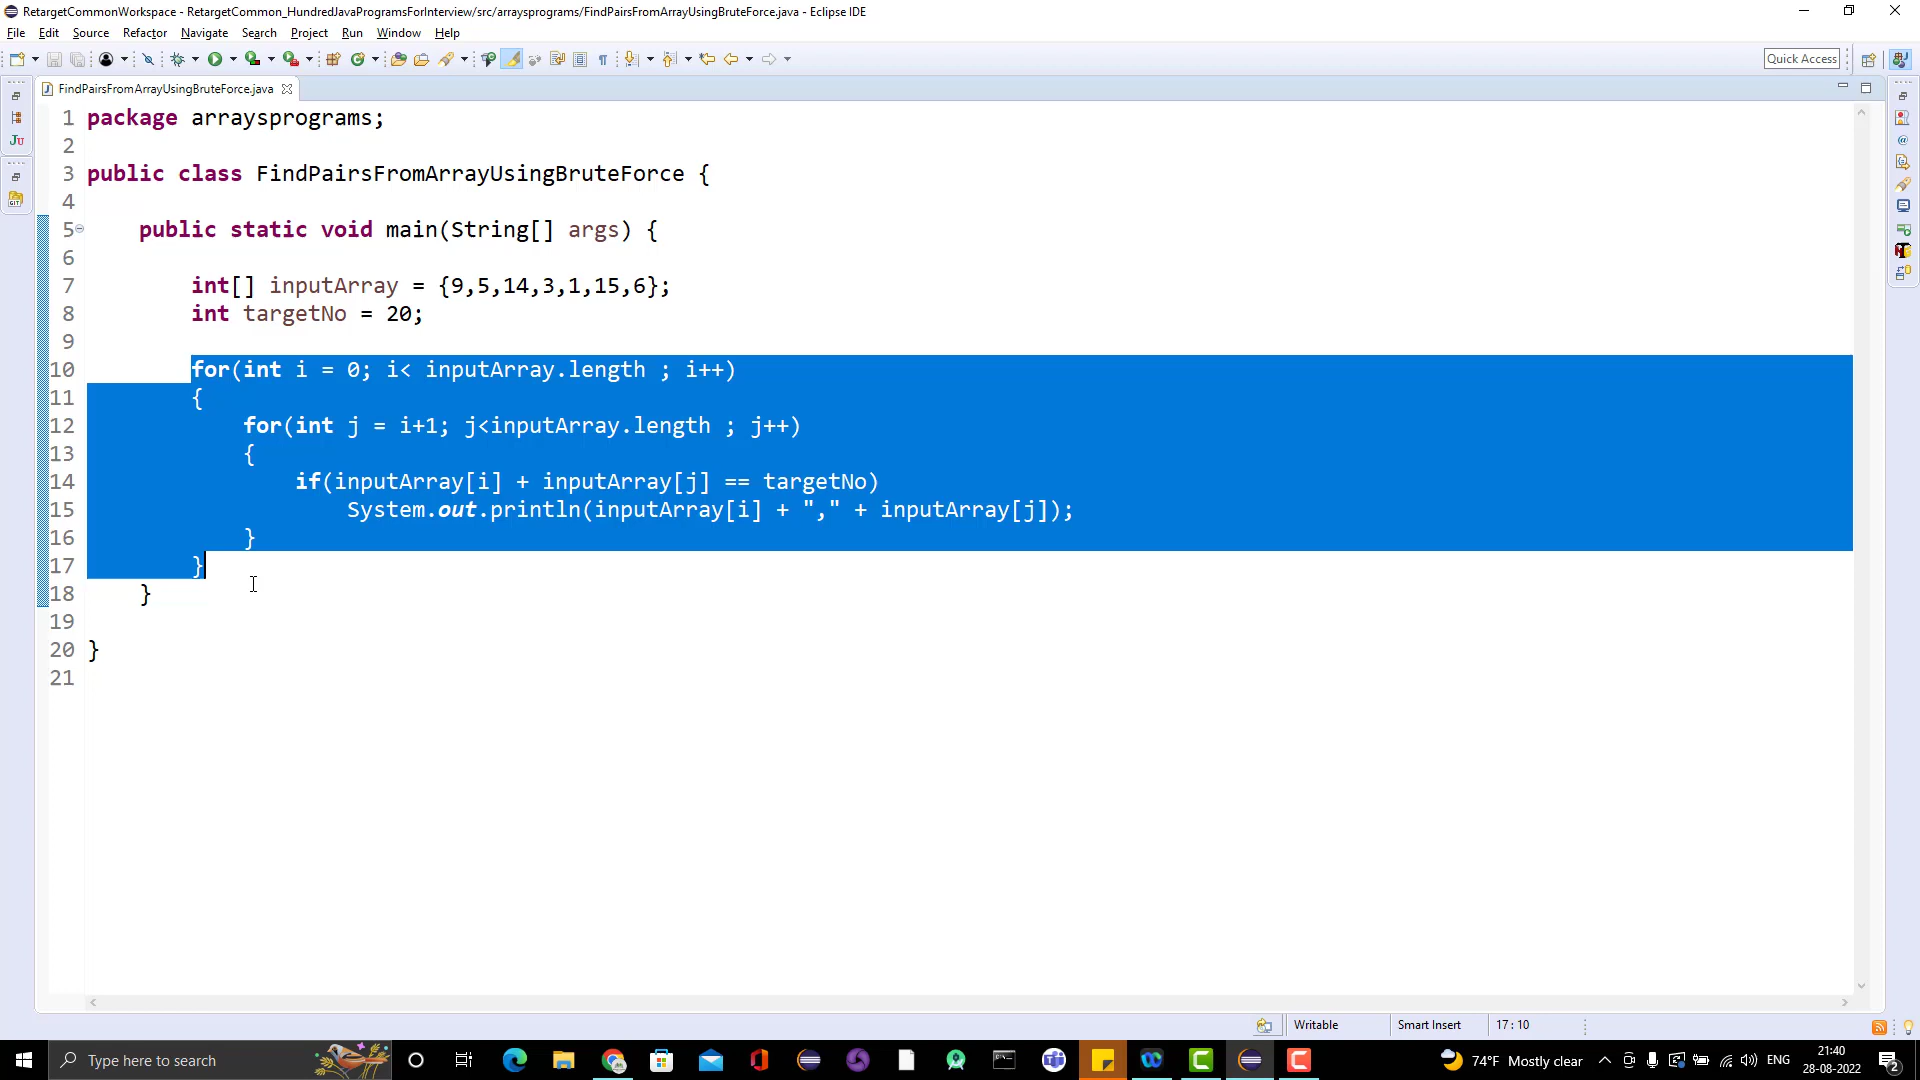 RetargetCommonWorkspace - RetargetCommon_HundredJavaProgramsForInterview/src/arraysprograms/FindPairsFromArrayUsingBruteForce.java - Eclipse IDE
File Edit Source Refactor Navigate Search Project Run Window Help
Quick Access
FindPairsFromArrayUsingBruteForce.java
1 package arraysprograms;
2
3 public class FindPairsFromArrayUsingBruteForce {
4
5 public static void main(String[] args) {
6
7 int[] inputArray = {9,5,14,3,1,15,6};
8 int targetNo = 20;
9
10 for(int i = 0; i< inputArray.length ; i++)
11 {
12 for(int j = i+1; j<inputArray.length ; j++)
13 {
14 if(inputArray[i] + inputArray[j] == targetNo)
15 System.out.println(inputArray[i] + "," + inputArray[j]);
16 }
17 }
18 }
19
20 }
21
Writable Smart Insert 17 : 10
Type here to search
74°F Mostly clear ENG 21:40
28-08-2022 2